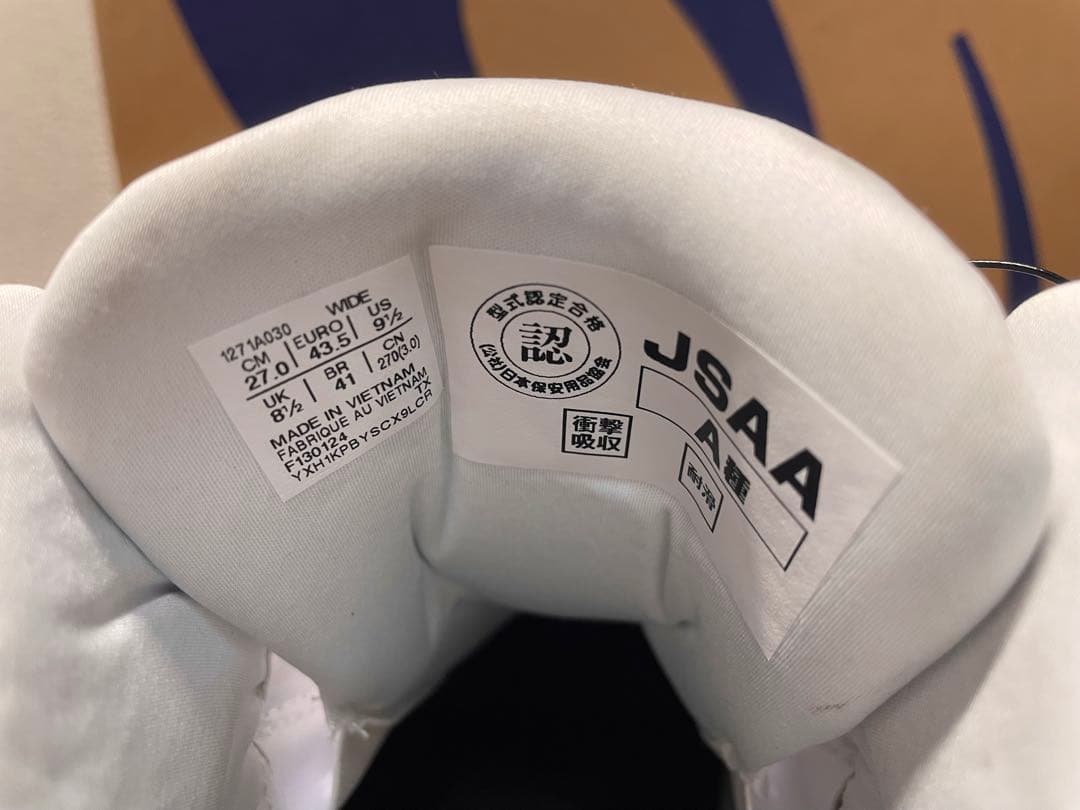 1271A030 WIDE
CM EURO US
27.0 43.5 9½
UK BR CN
8½ 41 270(3.0)
MADE IN VIETNAM
FABRIQUE AU VIETNAM
F130124 TX
YXH1KPBYSCX9LCR
型式認定合格
認
(公社)日本保安用品協会
衝撃
吸収
JSAA
A種
耐滑